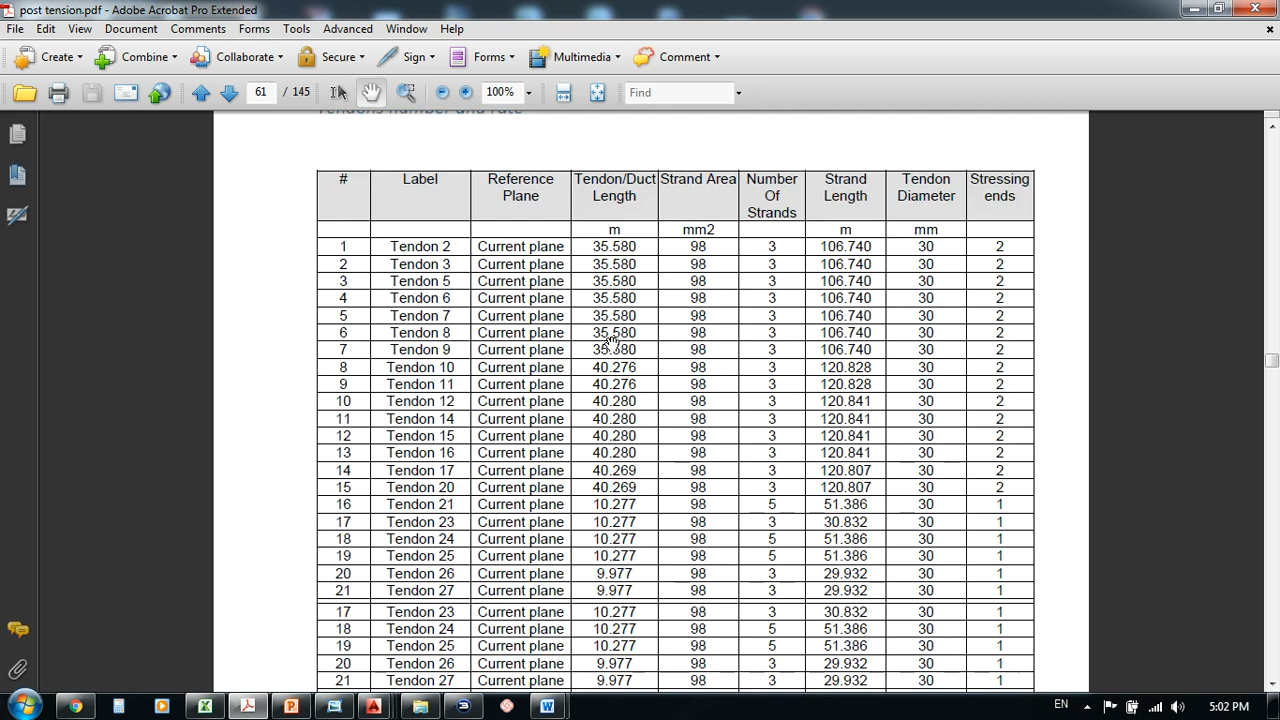 post tension.pdf - Adobe Acrobat Pro Extended
File Edit View Document Comments Forms Tools Advanced Window Help
Create Combine Collaborate Secure Sign Forms Multimedia Comment
61 / 145 100% Find
Tendons number and rate
# Label Reference Plane Tendon/Duct Length Strand Area Number Of Strands Strand Length Tendon Diameter Stressing ends
m mm2 m mm
1 Tendon 2 Current plane 35.580 98 3 106.740 30 2
2 Tendon 3 Current plane 35.580 98 3 106.740 30 2
3 Tendon 5 Current plane 35.580 98 3 106.740 30 2
4 Tendon 6 Current plane 35.580 98 3 106.740 30 2
5 Tendon 7 Current plane 35.580 98 3 106.740 30 2
6 Tendon 8 Current plane 35.580 98 3 106.740 30 2
7 Tendon 9 Current plane 35.580 98 3 106.740 30 2
8 Tendon 10 Current plane 40.276 98 3 120.828 30 2
9 Tendon 11 Current plane 40.276 98 3 120.828 30 2
10 Tendon 12 Current plane 40.280 98 3 120.841 30 2
11 Tendon 14 Current plane 40.280 98 3 120.841 30 2
12 Tendon 15 Current plane 40.280 98 3 120.841 30 2
13 Tendon 16 Current plane 40.280 98 3 120.841 30 2
14 Tendon 17 Current plane 40.269 98 3 120.807 30 2
15 Tendon 20 Current plane 40.269 98 3 120.807 30 2
16 Tendon 21 Current plane 10.277 98 5 51.386 30 1
17 Tendon 23 Current plane 10.277 98 3 30.832 30 1
18 Tendon 24 Current plane 10.277 98 5 51.386 30 1
19 Tendon 25 Current plane 10.277 98 5 51.386 30 1
20 Tendon 26 Current plane 9.977 98 3 29.932 30 1
21 Tendon 27 Current plane 9.977 98 3 29.932 30 1
17 Tendon 23 Current plane 10.277 98 3 30.832 30 1
18 Tendon 24 Current plane 10.277 98 5 51.386 30 1
19 Tendon 25 Current plane 10.277 98 5 51.386 30 1
20 Tendon 26 Current plane 9.977 98 3 29.932 30 1
21 Tendon 27 Current plane 9.977 98 3 29.932 30 1
EN 5:02 PM